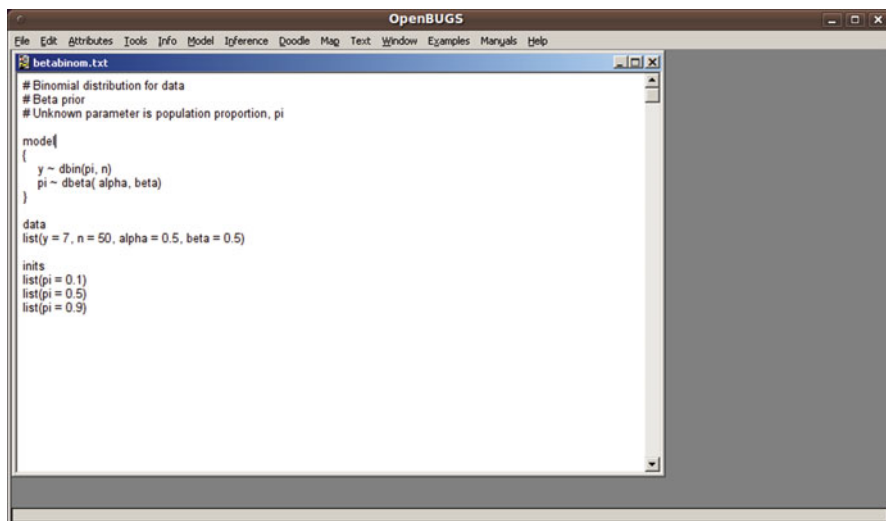 OpenBUGS
File Edit Attributes Tools Info Model Inference Doodle Map Text Window Examples Manuals Help
betabinom.txt
# Binomial distribution for data
# Beta prior
# Unknown parameter is population proportion, pi
model
{
y ~ dbin(pi, n)
pi ~ dbeta( alpha, beta)
}
data
list(y = 7, n = 50, alpha = 0.5, beta = 0.5)
inits
list(pi = 0.1)
list(pi = 0.5)
list(pi = 0.9)